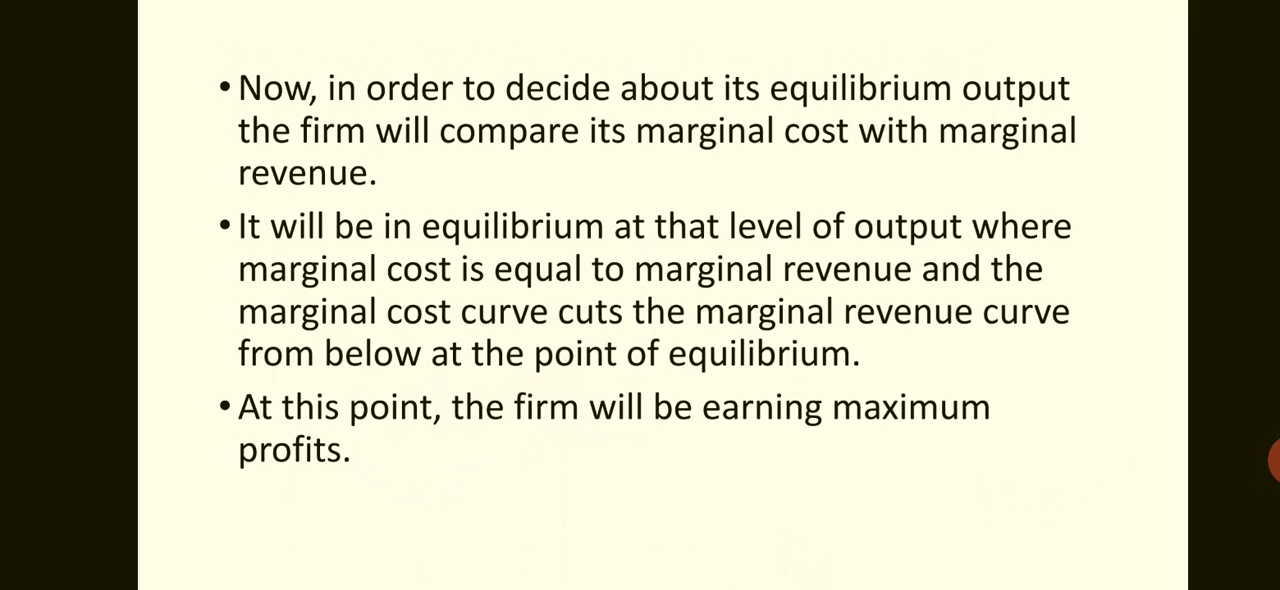 • Now, in order to decide about its equilibrium output
the firm will compare its marginal cost with marginal
revenue.
• It will be in equilibrium at that level of output where
marginal cost is equal to marginal revenue and the
marginal cost curve cuts the marginal revenue curve
from below at the point of equilibrium.
• At this point, the firm will be earning maximum
profits.